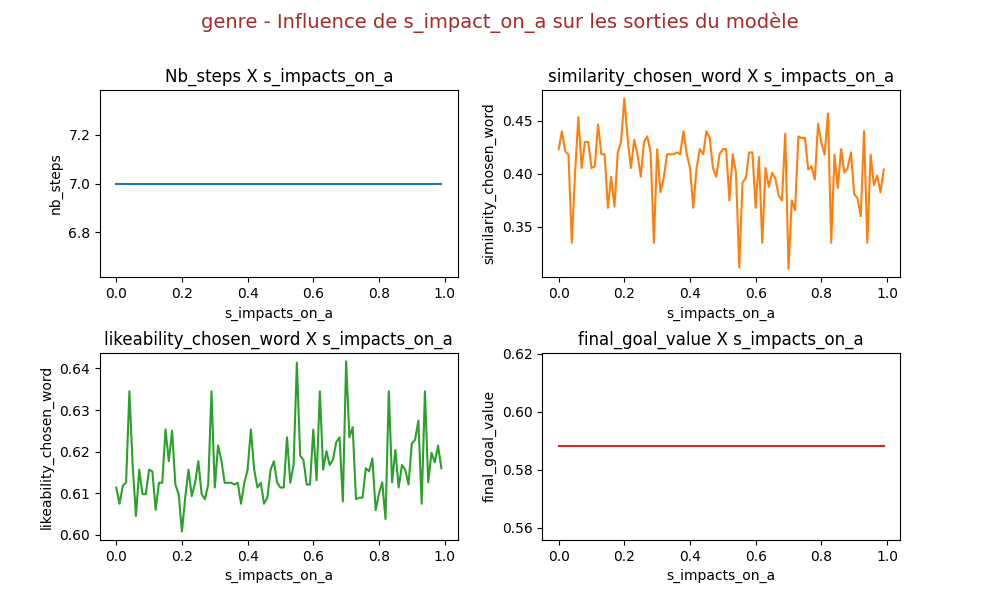 genre - Influence de s_impact_on_a sur les sorties du modèle
Nb_steps X s_impacts_on_a
nb_steps
7.2
7.0
6.8
0.0 0.2 0.4 0.6 0.8 1.0
s_impacts_on_a
similarity_chosen_word X s_impacts_on_a
similarity_chosen_word
0.45
0.40
0.35
0.0 0.2 0.4 0.6 0.8 1.0
s_impacts_on_a
likeability_chosen_word X s_impacts_on_a
likeability_chosen_word
0.64
0.63
0.62
0.61
0.60
0.0 0.2 0.4 0.6 0.8 1.0
s_impacts_on_a
final_goal_value X s_impacts_on_a
final_goal_value
0.62
0.60
0.58
0.56
0.0 0.2 0.4 0.6 0.8 1.0
s_impacts_on_a